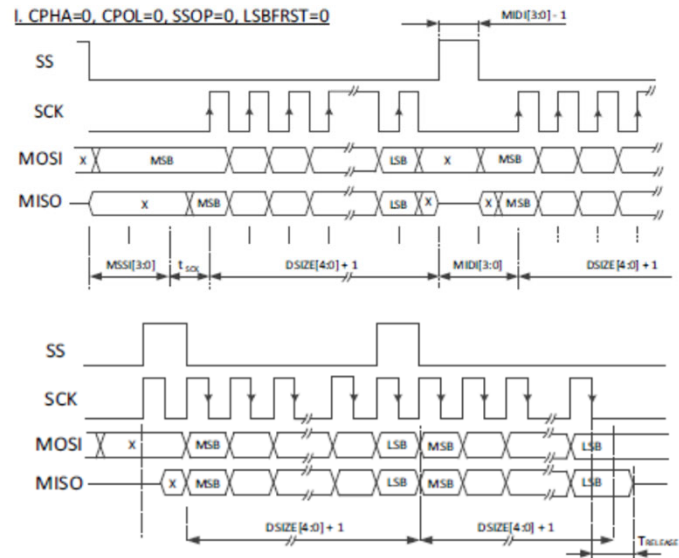 I. CPHA=0, CPOL=0, SSOP=0, LSBFRST=0
MIDI[3:0] - 1
SS
SCK
MOSI X MSB LSB X MSB
MISO X MSB LSB X X MSB
MSSI[3:0] t SCK DSIZE[4:0] + 1 MIDI[3:0] DSIZE[4:0] + 1
SS
SCK
MOSI X MSB LSB MSB LSB
MISO X MSB LSB MSB LSB
DSIZE[4:0] + 1 DSIZE[4:0] + 1 TRELEASE